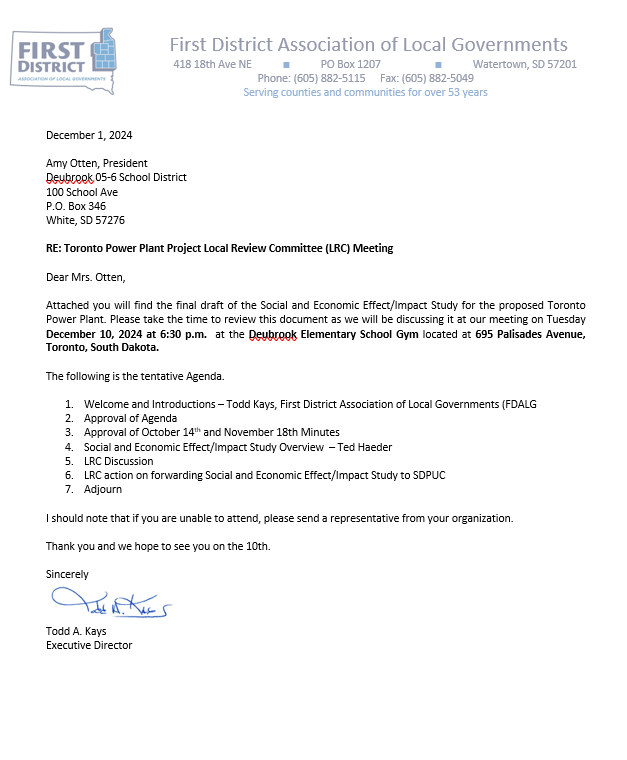 FIRST
DISTRICT
ASSOCIATION OF LOCAL GOVERNMENTS
First District Association of Local Governments
418 18th Ave NE ■ PO Box 1207 ■ Watertown, SD 57201
Phone: (605) 882-5115 Fax: (605) 882-5049
Serving counties and communities for over 53 years
December 1, 2024
Amy Otten, President
Deubrook 05-6 School District
100 School Ave
P.O. Box 346
White, SD 57276
RE: Toronto Power Plant Project Local Review Committee (LRC) Meeting
Dear Mrs. Otten,
Attached you will find the final draft of the Social and Economic Effect/Impact Study for the proposed Toronto
Power Plant. Please take the time to review this document as we will be discussing it at our meeting on Tuesday
December 10, 2024 at 6:30 p.m. at the Deubrook Elementary School Gym located at 695 Palisades Avenue,
Toronto, South Dakota.
The following is the tentative Agenda.
1. Welcome and Introductions – Todd Kays, First District Association of Local Governments (FDALG
2. Approval of Agenda
3. Approval of October 14th and November 18th Minutes
4. Social and Economic Effect/Impact Study Overview – Ted Haeder
5. LRC Discussion
6. LRC action on forwarding Social and Economic Effect/Impact Study to SDPUC
7. Adjourn
I should note that if you are unable to attend, please send a representative from your organization.
Thank you and we hope to see you on the 10th.
Sincerely
Todd A. Kays
Todd A. Kays
Executive Director